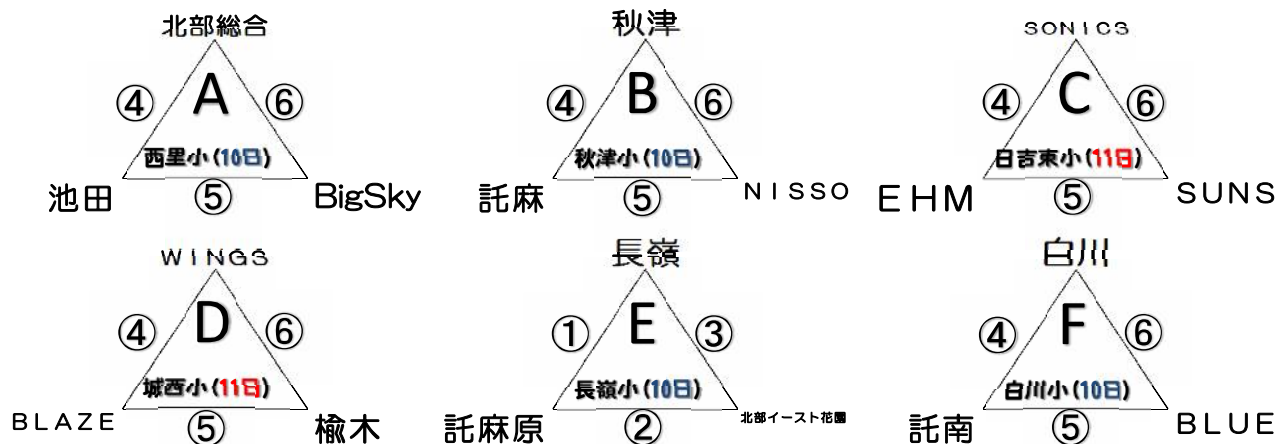 北部総合
秋津
SONICS
④ A ⑥
④ B ⑥
④ C ⑥
西里小(10日)
秋津小(10日)
日吉東小(11日)
池田 ⑤ BigSky
託麻 ⑤ NISSO
EHM ⑤ SUNS
WINGS
長嶺
白川
④ D ⑥
① E ③
④ F ⑥
城西小(11日)
長嶺小(10日)
白川小(10日)
BLAZE ⑤ 楡木
託麻原 ② 北部イースト花園
託南 ⑤ BLUE